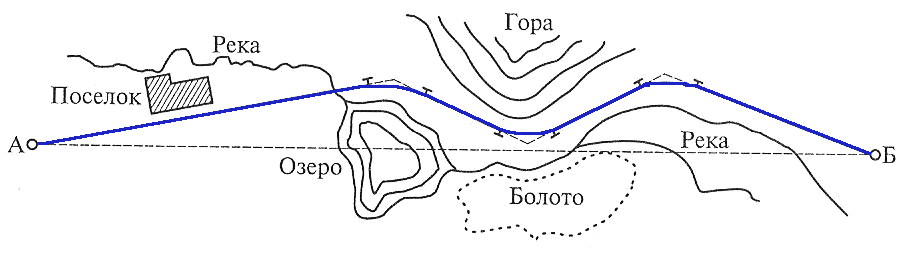 Гора
Река
Поселок
А
Озеро
Болото
Река
Б